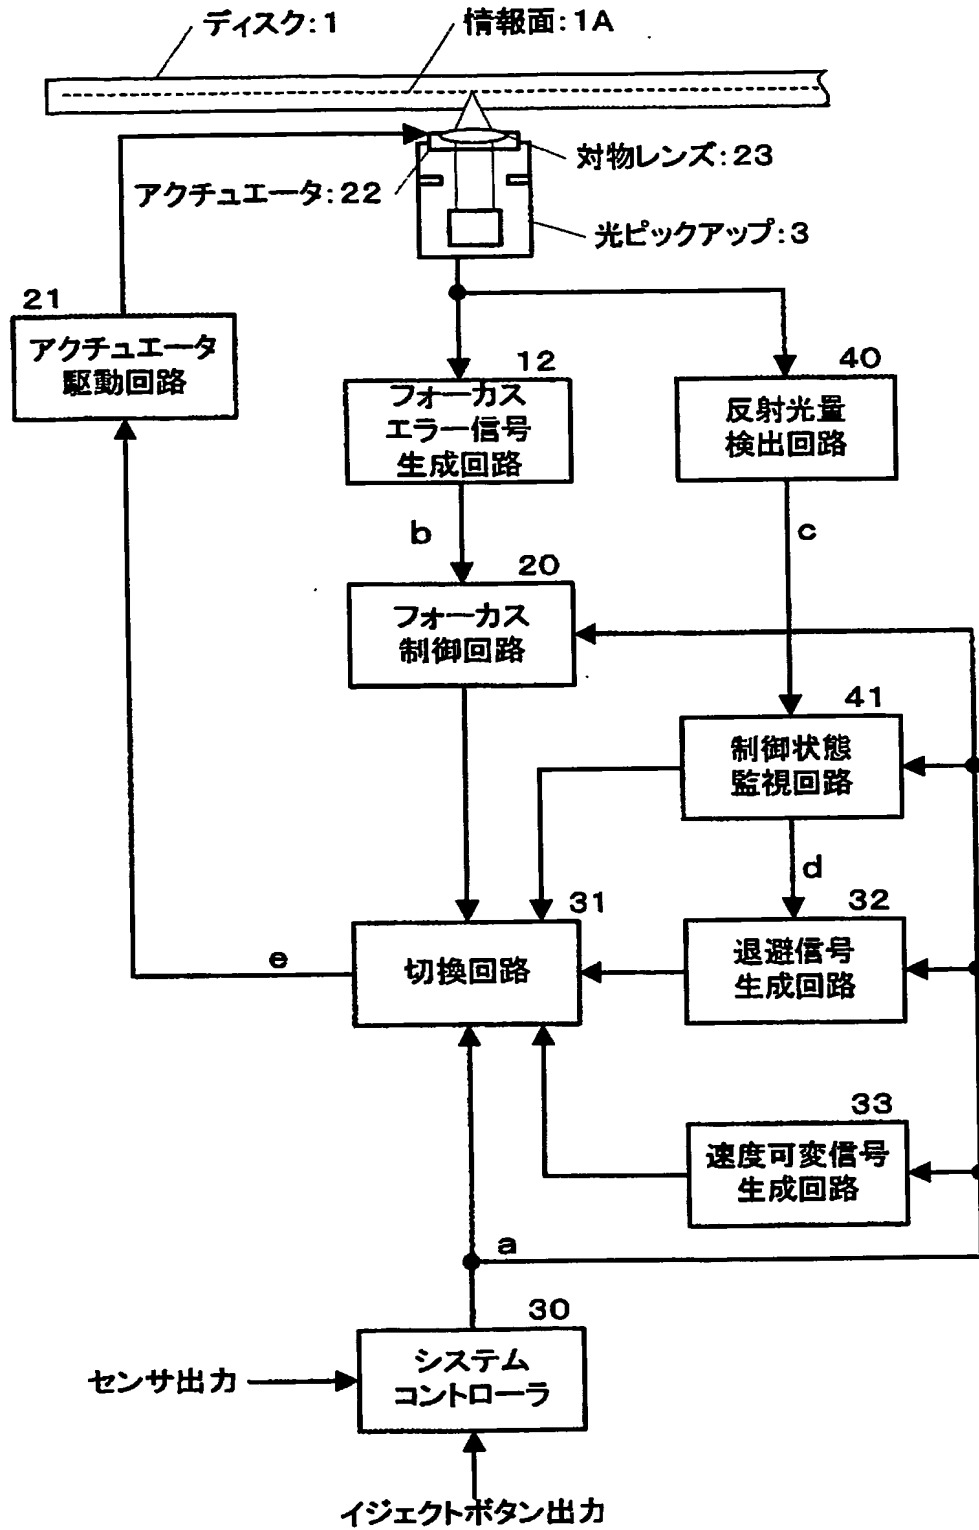 ディスク:1
情報面:1A
対物レンズ:23
アクチュエータ:22
光ピックアップ:3
21
アクチュエータ
駆動回路
12
フォーカス
エラー信号
生成回路
40
反射光量
検出回路
b
c
20
フォーカス
制御回路
41
制御状態
監視回路
d
31
切換回路
32
退避信号
生成回路
e
33
速度可変信号
生成回路
a
30
システム
コントローラ
センサ出力
イジェクトボタン出力